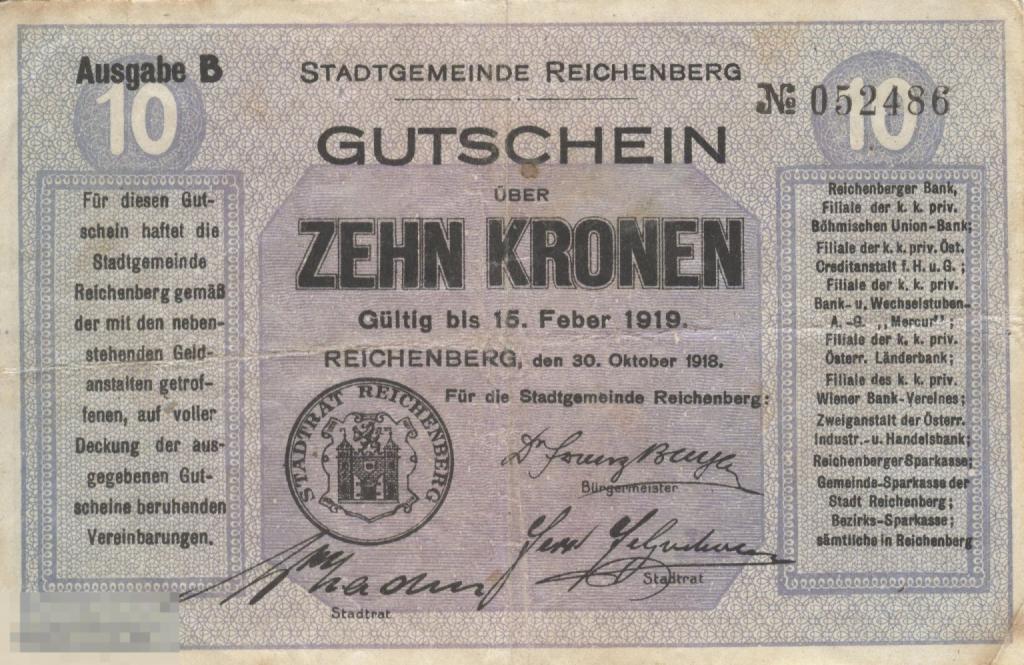 Ausgabe B
10
STADTGEMEINDE REICHENBERG
№ 052486
10
GUTSCHEIN
ÜBER
ZEHN KRONEN
Gültig bis 15. Feber 1919.
REICHENBERG, den 30. Oktober 1918.
Für die Stadtgemeinde Reichenberg:
Für diesen Gut-
schein haftet die
Stadtgemeinde
Reichenberg gemäß
der mit den neben-
stehenden Geld-
anstalten getrof-
fenen, auf voller
Deckung der aus-
gegebenen Gut-
scheine beruhenden
Vereinbarungen.
STADTRAT REICHENBERG
Dr Franz Bayer
Bürgermeister
Stadtrat
Stadtrat
Reichenberger Bank,
Filiale der k. k. priv.
Böhmischen Union-Bank;
Filiale der k. k. priv. Öst.
Creditanstalt f. H. u. G. ;
Filiale der k. k. priv.
Bank- u. Wechselstuben-
A. -G. „Mercur" ;
Filiale der k. k. priv.
Österr. Länderbank;
Filiale des k. k. priv.
Wiener Bank-Vereines;
Zweiganstalt der Österr.
Industr.- u. Handelsbank;
Reichenberger Sparkasse;
Gemeinde-Sparkasse der
Stadt Reichenberg;
Bezirks-Sparkasse;
sämtliche in Reichenberg